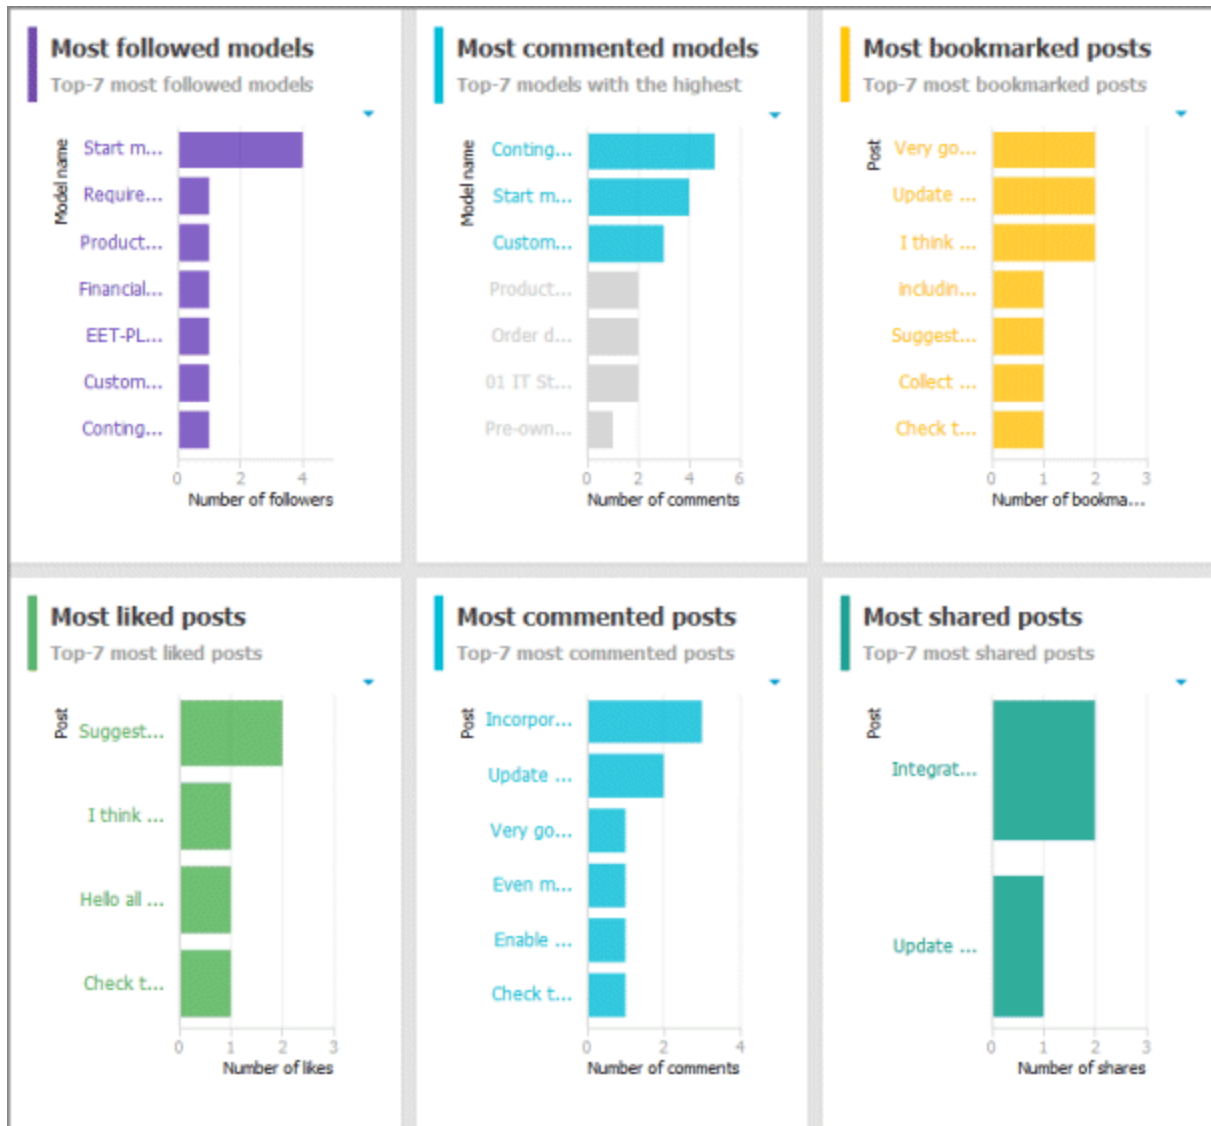 Most followed models
Top-7 most followed models
Model name
Start m...
Require...
Product...
Financial...
EET-PL...
Custom...
Conting...
0 2 4
Number of followers
Most commented models
Top-7 models with the highest
Model name
Conting...
Start m...
Custom...
Product...
Order d...
01 IT St...
Pre-own...
0 2 4 6
Number of comments
Most bookmarked posts
Top-7 most bookmarked posts
Post
Very go...
Update ...
I think ...
includin...
Suggest...
Collect ...
Check t...
0 1 2 3
Number of bookma...
Most liked posts
Top-7 most liked posts
Post
Suggest...
I think ...
Hello all ...
Check t...
0 1 2 3
Number of likes
Most commented posts
Top-7 most commented posts
Post
Incorpor...
Update ...
Very go...
Even m...
Enable ...
Check t...
0 2 4
Number of comments
Most shared posts
Top-7 most shared posts
Post
Integrat...
Update ...
0 1 2 3
Number of shares